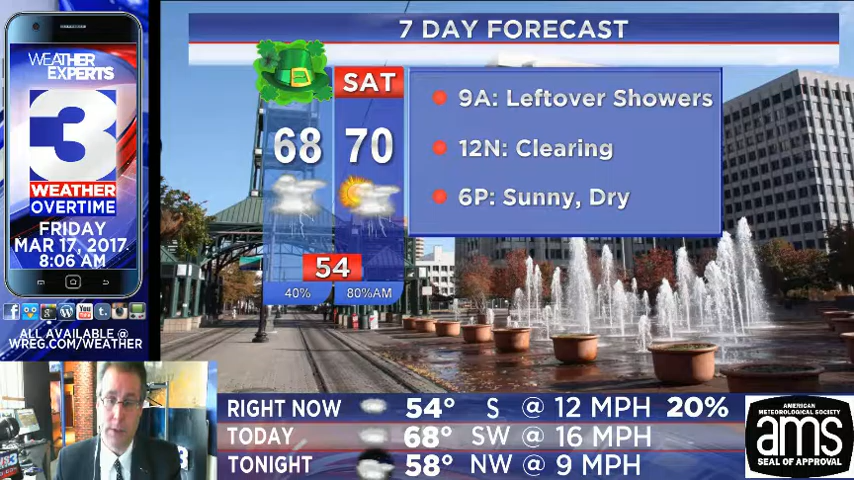 WEATHER
EXPERTS
3
WEATHER
OVERTIME
FRIDAY
MAR 17, 2017
8:06 AM
ALL AVAILABLE @
WREG.COM/WEATHER
7 DAY FORECAST
SAT
68 70
54
40% 80%AM
9A: Leftover Showers
12N: Clearing
6P: Sunny, Dry
RIGHT NOW 54° S @ 12 MPH 20%
TODAY 68° SW @ 16 MPH
TONIGHT 58° NW @ 9 MPH
AMERICAN
METEOROLOGICAL SOCIETY
ams
SEAL OF APPROVAL